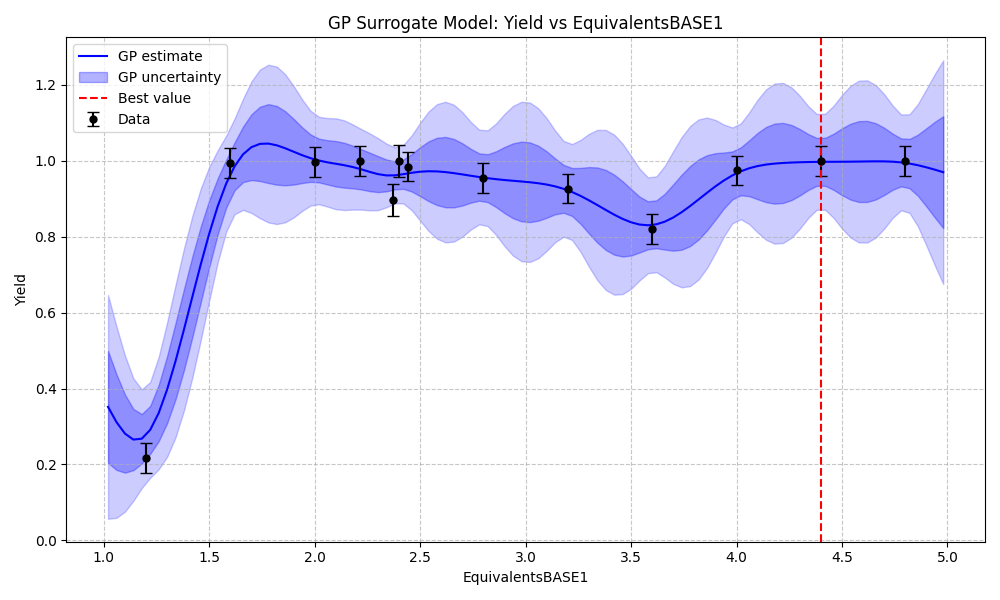 GP Surrogate Model: Yield vs EquivalentsBASE1
GP estimate
GP uncertainty
Best value
Data
Yield
1.2
1.0
0.8
0.6
0.4
0.2
0.0
1.0 1.5 2.0 2.5 3.0 3.5 4.0 4.5 5.0
EquivalentsBASE1